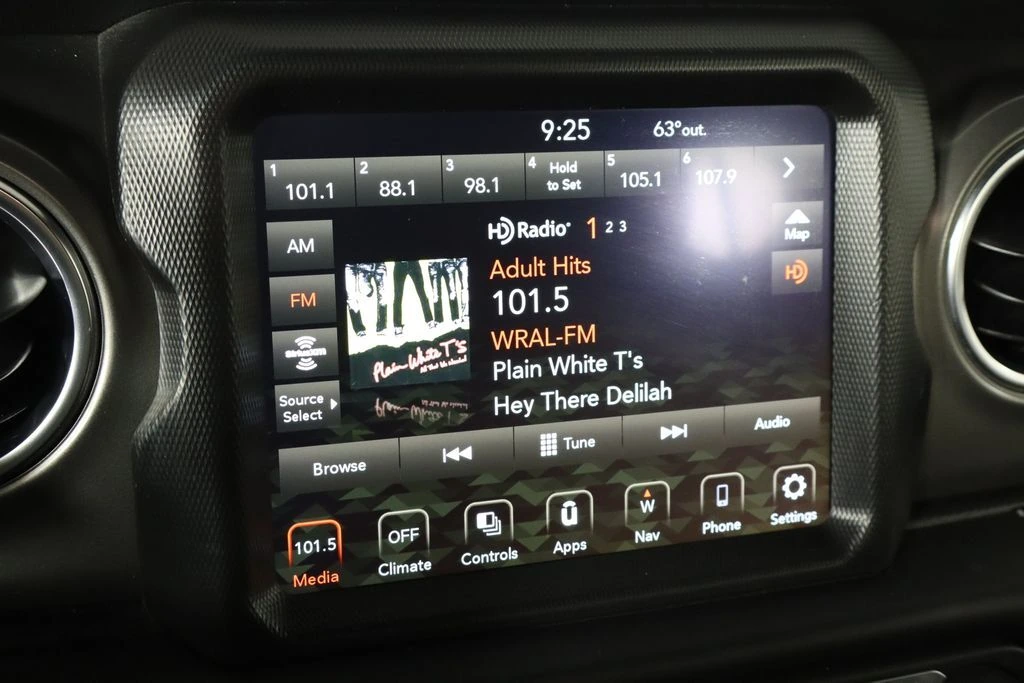 9:25 63° out.
1 101.1 2 88.1 3 98.1 4 Hold to Set 5 105.1 6 107.9
AM
HD Radio 1 2 3
Map
FM
Adult Hits
HD
101.5
siriusxm
WRAL-FM
Plain White T's
Plain White T's
Source Select
Hey There Delilah
Browse Tune Audio
101.5 OFF W
Media Climate Controls Apps Nav Phone Settings